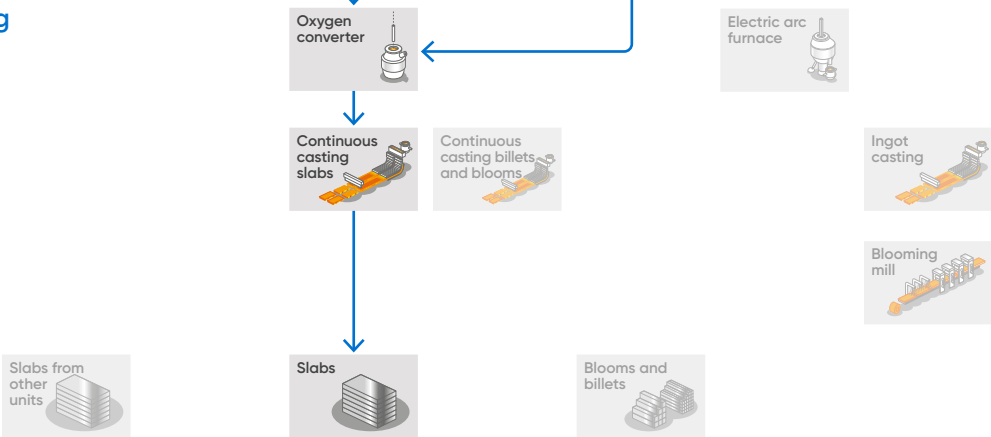 Oxygen
converter
Electric arc
furnace
Continuous
casting
slabs
Continuous
casting billets
and blooms
Ingot
casting
Blooming
mill
Slabs from
other
units
Slabs
Blooms and
billets